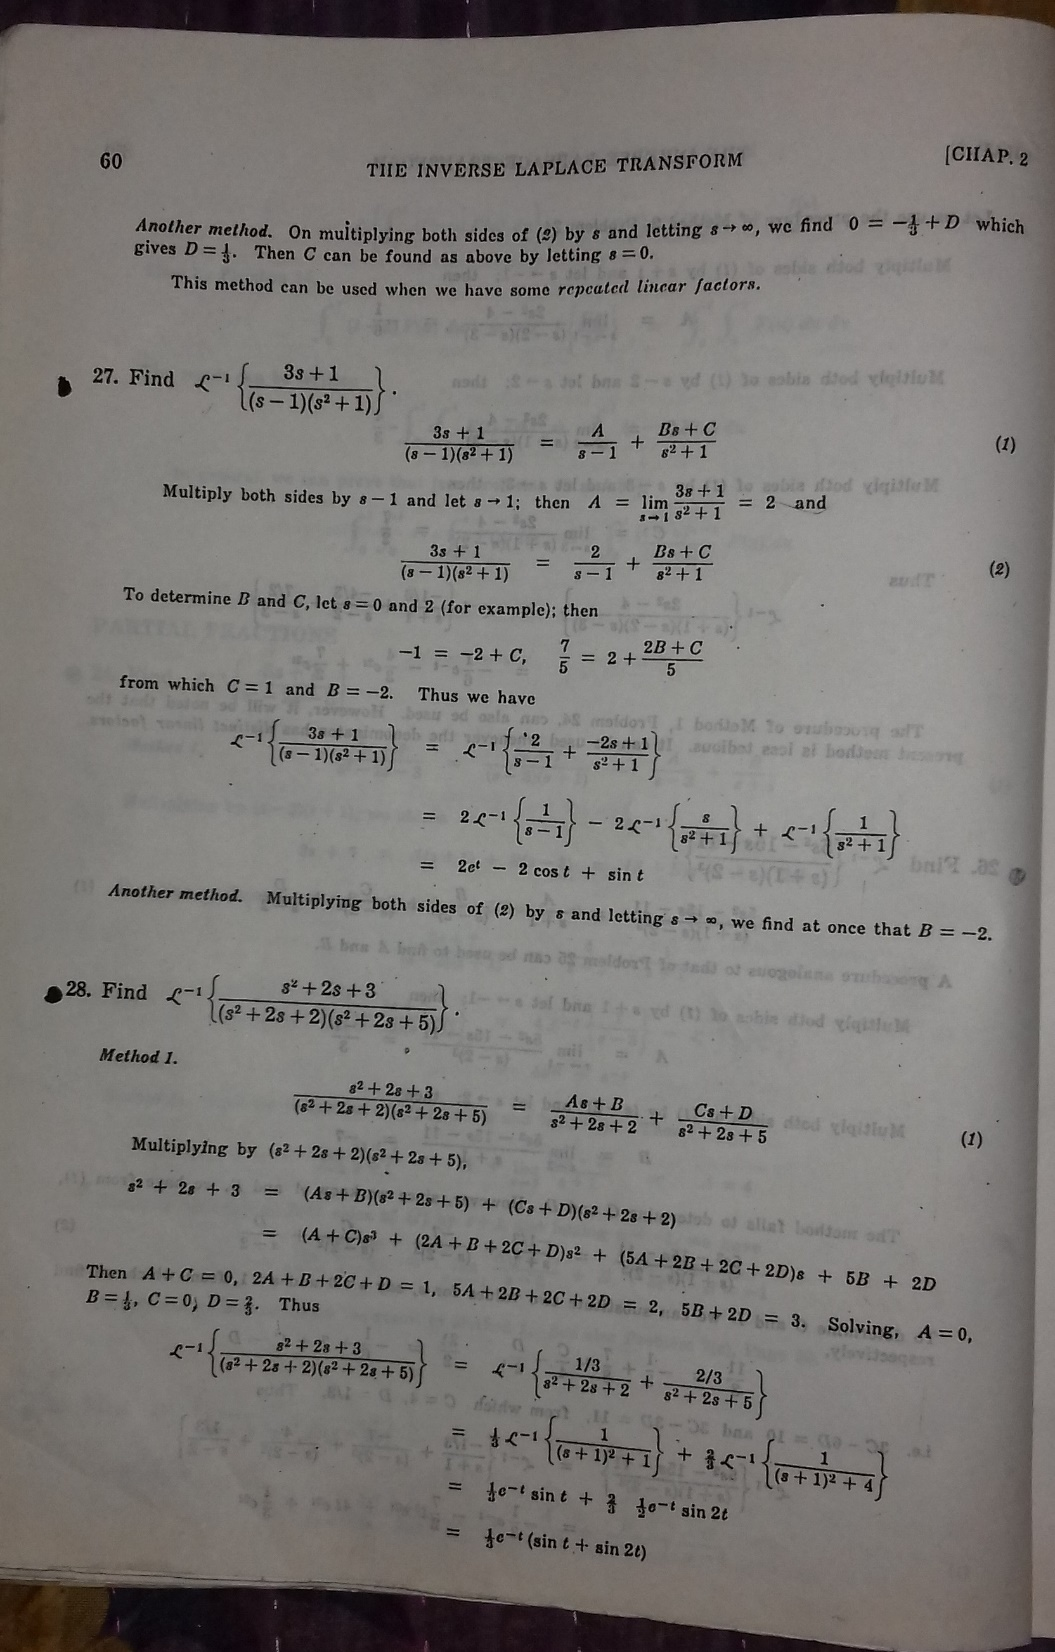 60 THE INVERSE LAPLACE TRANSFORM [CHAP. 2
Another method. On multiplying both sides of (2) by s and letting s → ∞, we find 0 = −1/3 + D which
gives D = 1/3. Then C can be found as above by letting s = 0.
This method can be used when we have some repeated linear factors.
27. Find ℒ⁻¹{(3s + 1)/((s − 1)(s² + 1))}.
(3s + 1)/((s − 1)(s² + 1)) = A/(s − 1) + (Bs + C)/(s² + 1) (1)
Multiply both sides by s − 1 and let s → 1; then A = lim s→1 (3s + 1)/(s² + 1) = 2 and
(3s + 1)/((s − 1)(s² + 1)) = 2/(s − 1) + (Bs + C)/(s² + 1) (2)
To determine B and C, let s = 0 and 2 (for example); then
−1 = −2 + C, 7/5 = 2 + (2B + C)/5
from which C = 1 and B = −2. Thus we have
ℒ⁻¹{(3s + 1)/((s − 1)(s² + 1))} = ℒ⁻¹{2/(s − 1) + (−2s + 1)/(s² + 1)}
= 2ℒ⁻¹{1/(s − 1)} − 2ℒ⁻¹{s/(s² + 1)} + ℒ⁻¹{1/(s² + 1)}
= 2eᵗ − 2 cos t + sin t
Another method. Multiplying both sides of (2) by s and letting s → ∞, we find at once that B = −2.
28. Find ℒ⁻¹{(s² + 2s + 3)/((s² + 2s + 2)(s² + 2s + 5))}.
Method 1.
(s² + 2s + 3)/((s² + 2s + 2)(s² + 2s + 5)) = (As + B)/(s² + 2s + 2) + (Cs + D)/(s² + 2s + 5) (1)
Multiplying by (s² + 2s + 2)(s² + 2s + 5),
s² + 2s + 3 = (As + B)(s² + 2s + 5) + (Cs + D)(s² + 2s + 2)
= (A + C)s³ + (2A + B + 2C + D)s² + (5A + 2B + 2C + 2D)s + 5B + 2D
Then A + C = 0, 2A + B + 2C + D = 1, 5A + 2B + 2C + 2D = 2, 5B + 2D = 3. Solving, A = 0,
B = 1/3, C = 0, D = 2/3. Thus
ℒ⁻¹{(s² + 2s + 3)/((s² + 2s + 2)(s² + 2s + 5))} = ℒ⁻¹{(1/3)/(s² + 2s + 2) + (2/3)/(s² + 2s + 5)}
= 1/3 ℒ⁻¹{1/((s + 1)² + 1)} + 2/3 ℒ⁻¹{1/((s + 1)² + 4)}
= 1/3 e⁻ᵗ sin t + 2/3 1/2 e⁻ᵗ sin 2t
= 1/3 e⁻ᵗ (sin t + sin 2t)